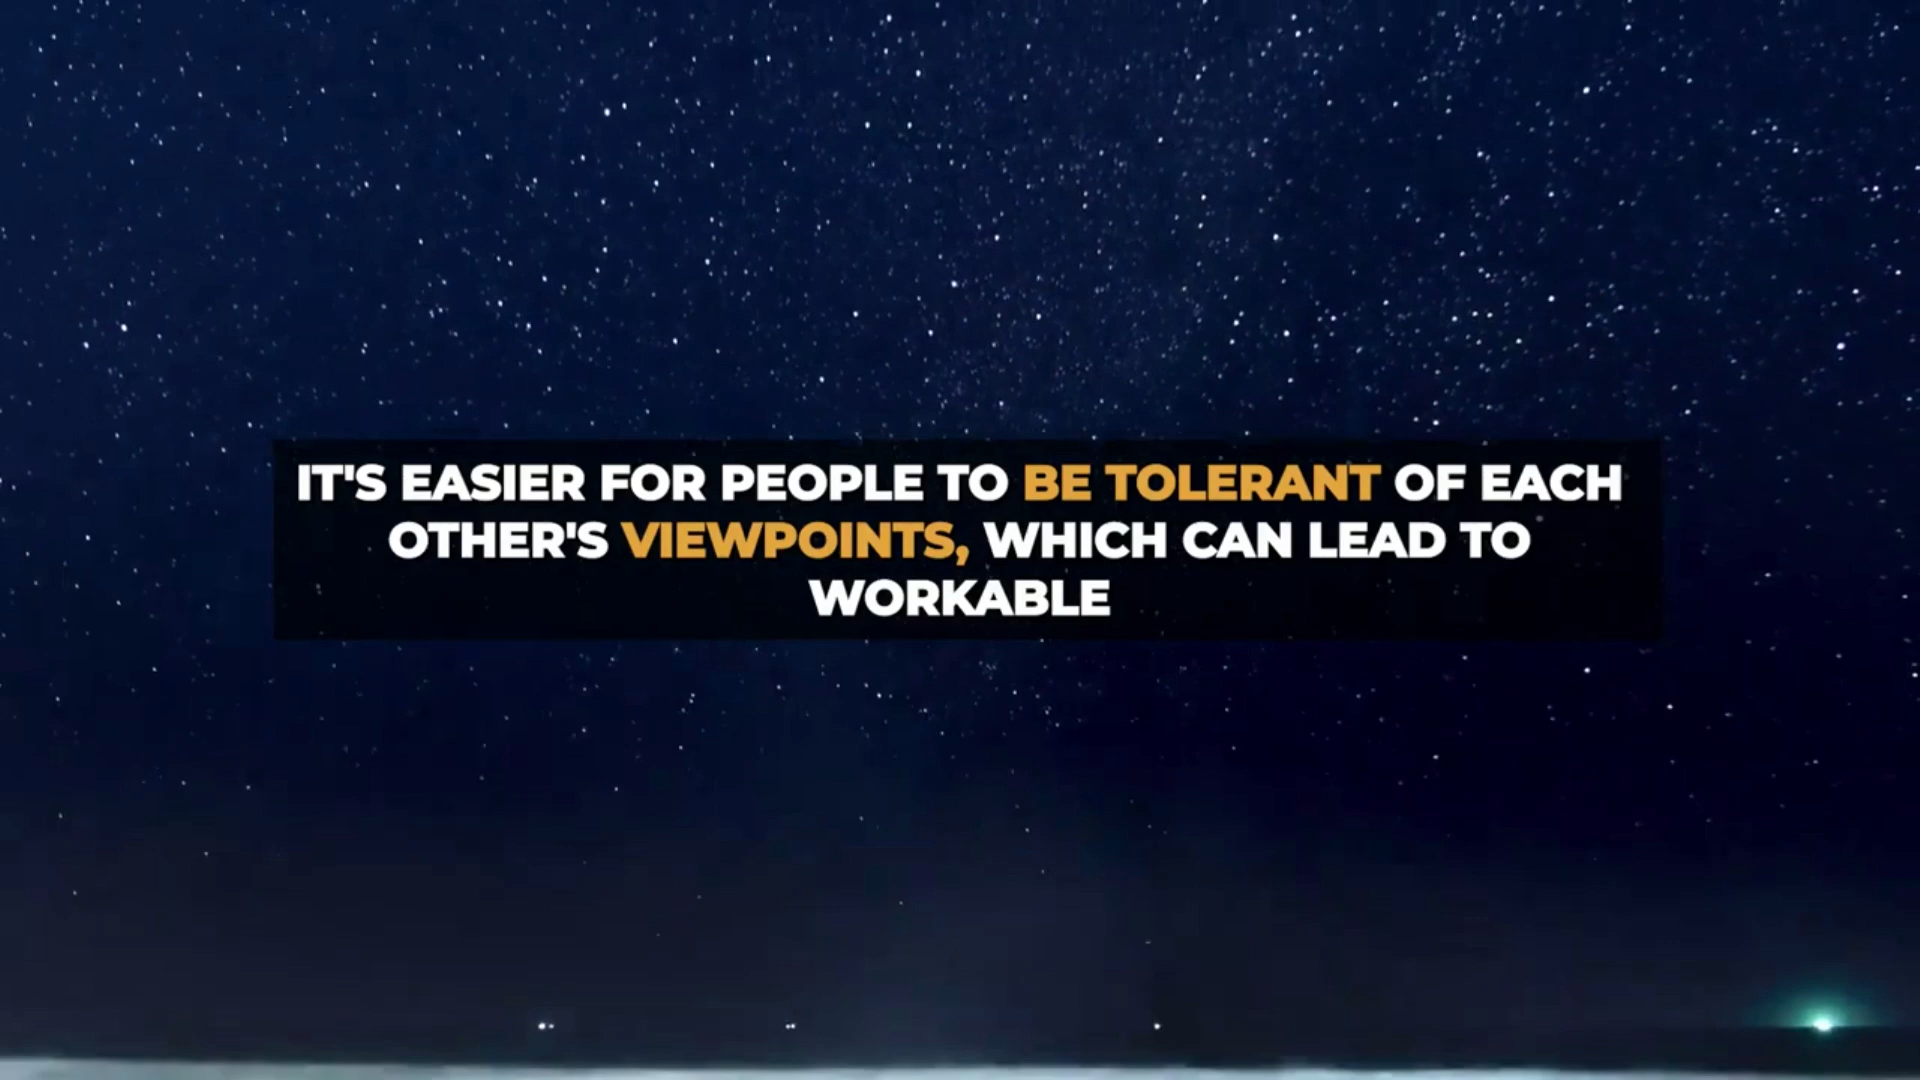 IT'S EASIER FOR PEOPLE TO BE TOLERANT OF EACH
OTHER'S VIEWPOINTS, WHICH CAN LEAD TO
WORKABLE